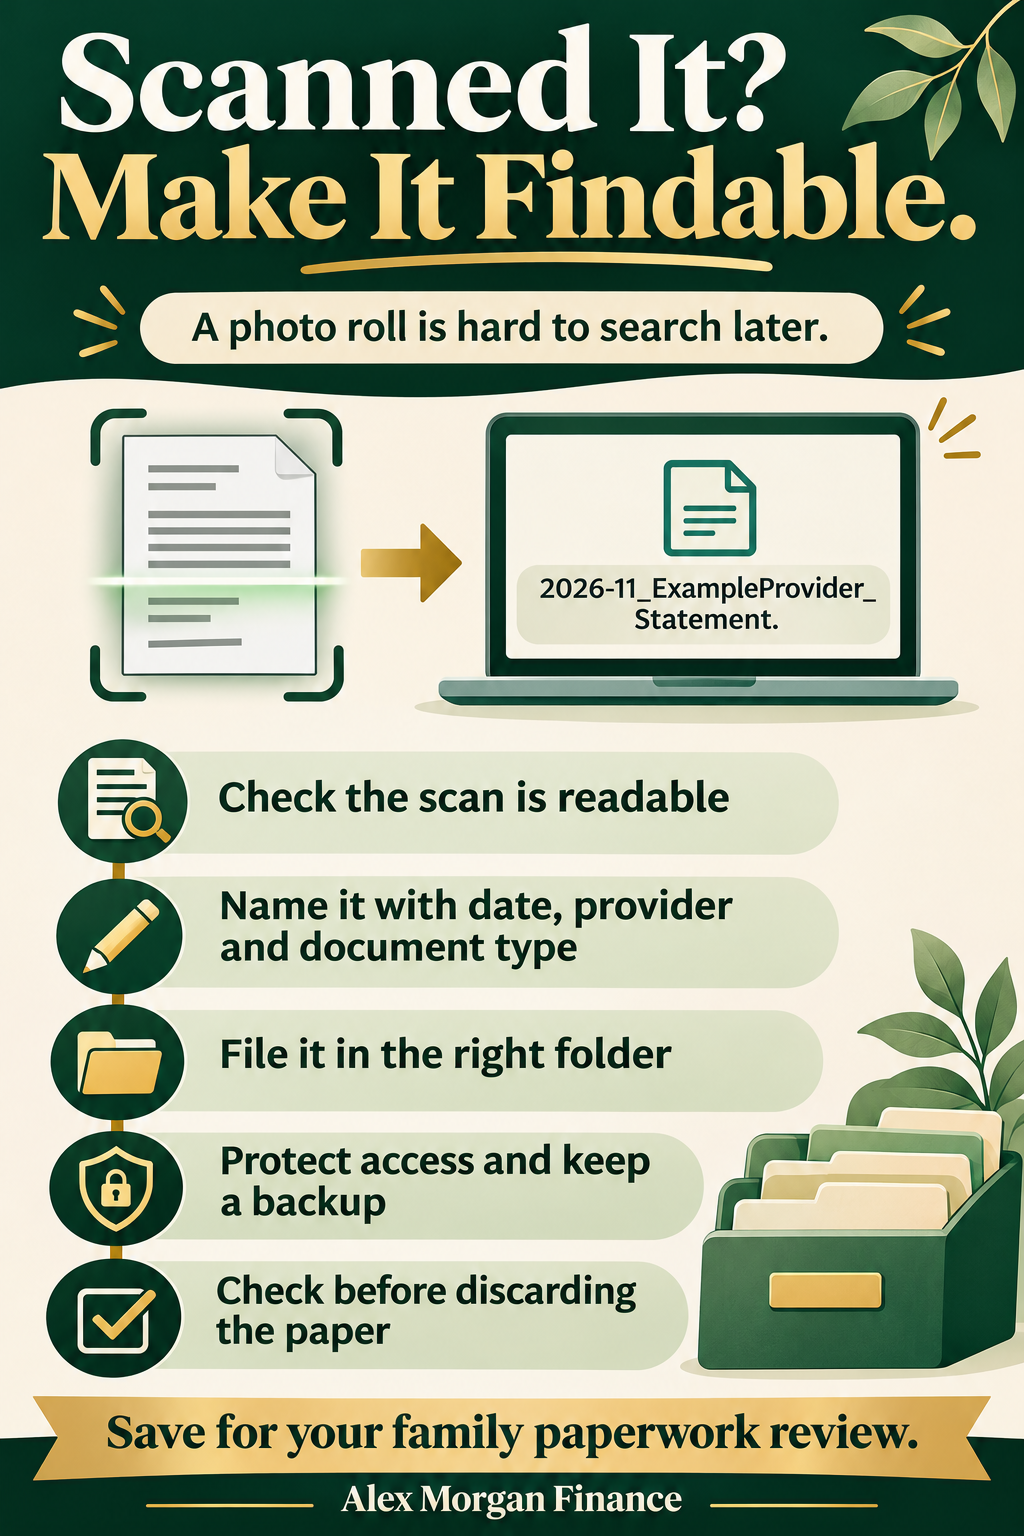 Scanned It?
Make It Findable.
A photo roll is hard to search later.
2026-11_ExampleProvider_
Statement.
Check the scan is readable
Name it with date, provider
and document type
File it in the right folder
Protect access and keep
a backup
Check before discarding
the paper
Save for your family paperwork review.
Alex Morgan Finance